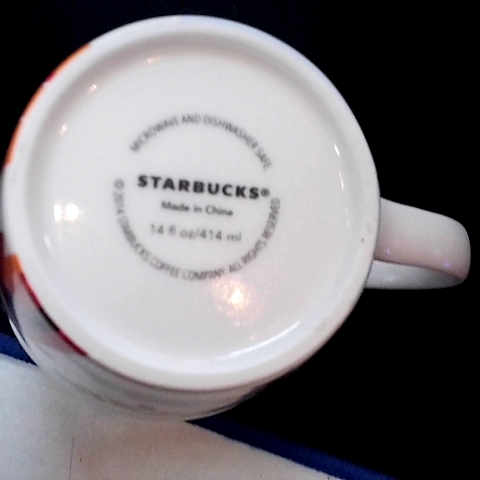 MICROWAVE AND DISHWASHER SAFE
STARBUCKS®
Made in China
14 fl oz/414 ml
© 2014 STARBUCKS COFFEE COMPANY. ALL RIGHTS RESERVED